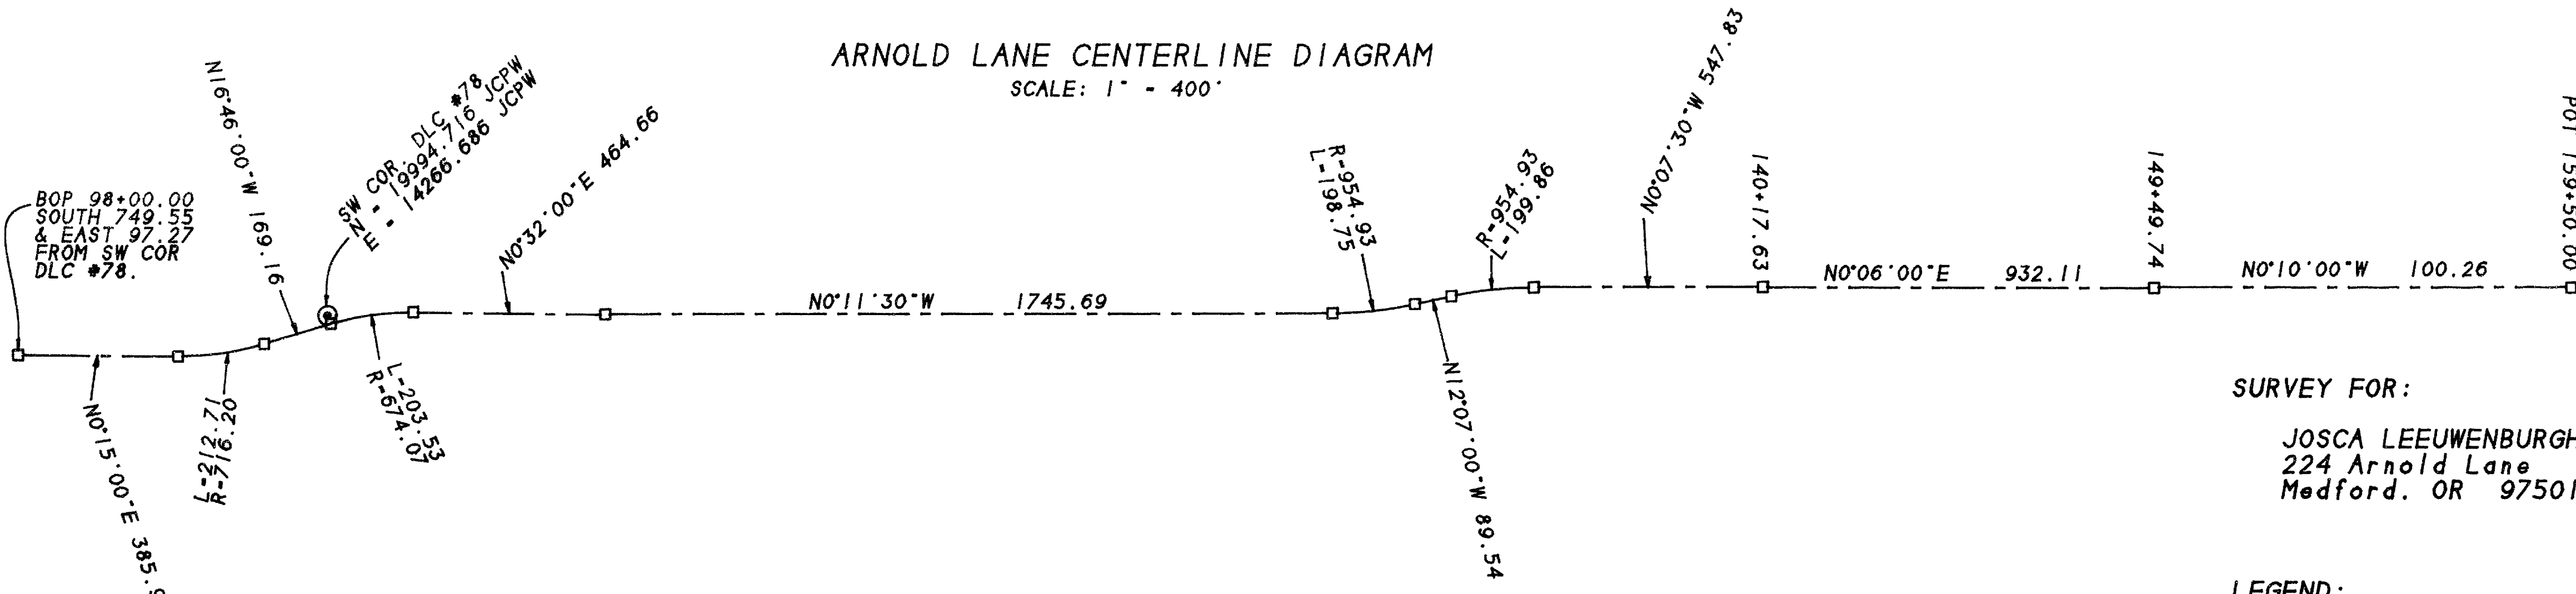 ARNOLD LANE CENTERLINE DIAGRAM
SCALE: 1" - 400'
BOP 98+00.00
SOUTH 749.55
& EAST 97.27
FROM SW COR
DLC #78.
N16°46'00"W 169.16
SW COR. DLC #78
N - 19994.716 JCPW
E - 14266.686 JCPW
N0°32'00"E 464.66
N0°15'00"E 385.
L-212.71
R-716.20
L-203.53
R-674.07
N0°11'30"W 1745.69
R-954.93
L-198.75
R-954.93
L-199.86
N12°07'00"W 89.54
N0°07'30"W 547.83
140+17.63
N0°06'00"E 932.11
149+49.74
N0°10'00"W 100.26
POT 159+50.00
SURVEY FOR:
JOSCA LEEUWENBURGH
224 Arnold Lane
Medford. OR 97501
LEGEND: